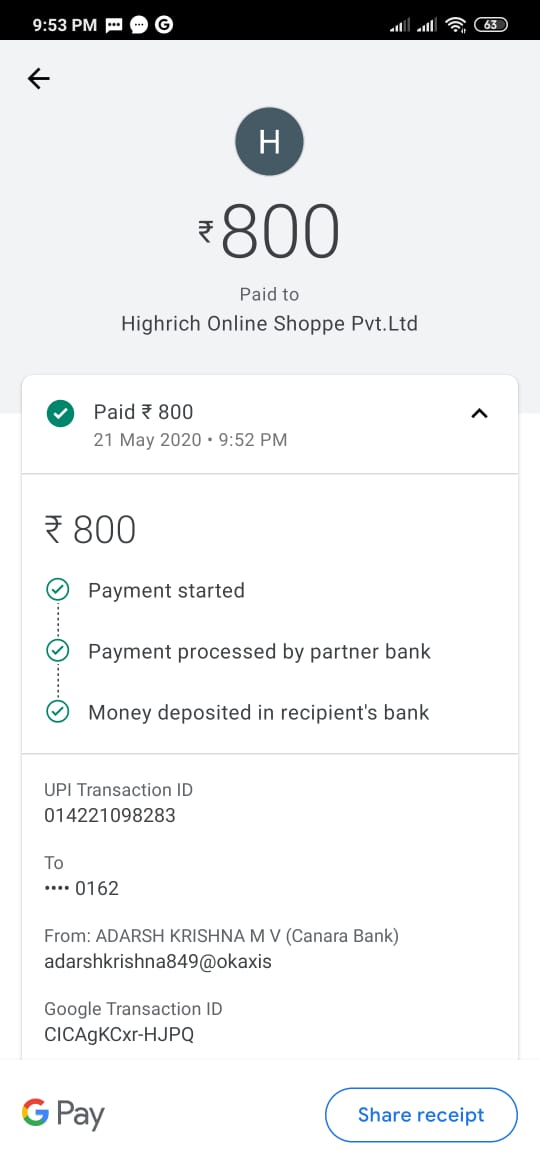 9:53 PM
63
H
₹800
Paid to
Highrich Online Shoppe Pvt.Ltd
Paid ₹ 800
21 May 2020 • 9:52 PM
₹ 800
Payment started
Payment processed by partner bank
Money deposited in recipient's bank
UPI Transaction ID
014221098283
To
•••• 0162
From: ADARSH KRISHNA M V (Canara Bank)
adarshkrishna849@okaxis
Google Transaction ID
CICAgKCxr-HJPQ
G Pay
Share receipt